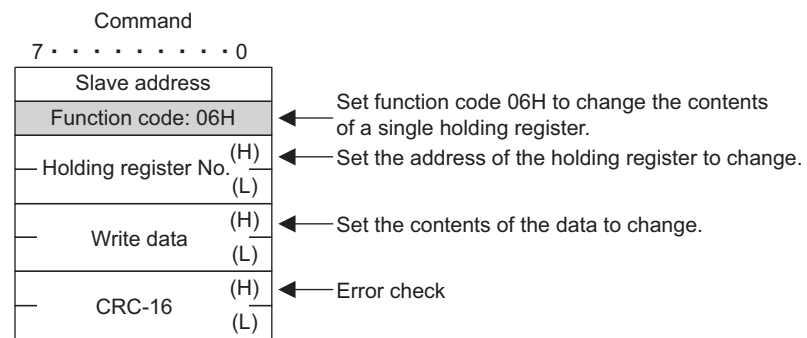 Command
7 · · · · · · · · · 0
Slave address
Function code: 06H
Set function code 06H to change the contents
of a single holding register.
Holding register No. (H)
(L)
Set the address of the holding register to change.
Write data (H)
(L)
Set the contents of the data to change.
CRC-16 (H)
(L)
Error check